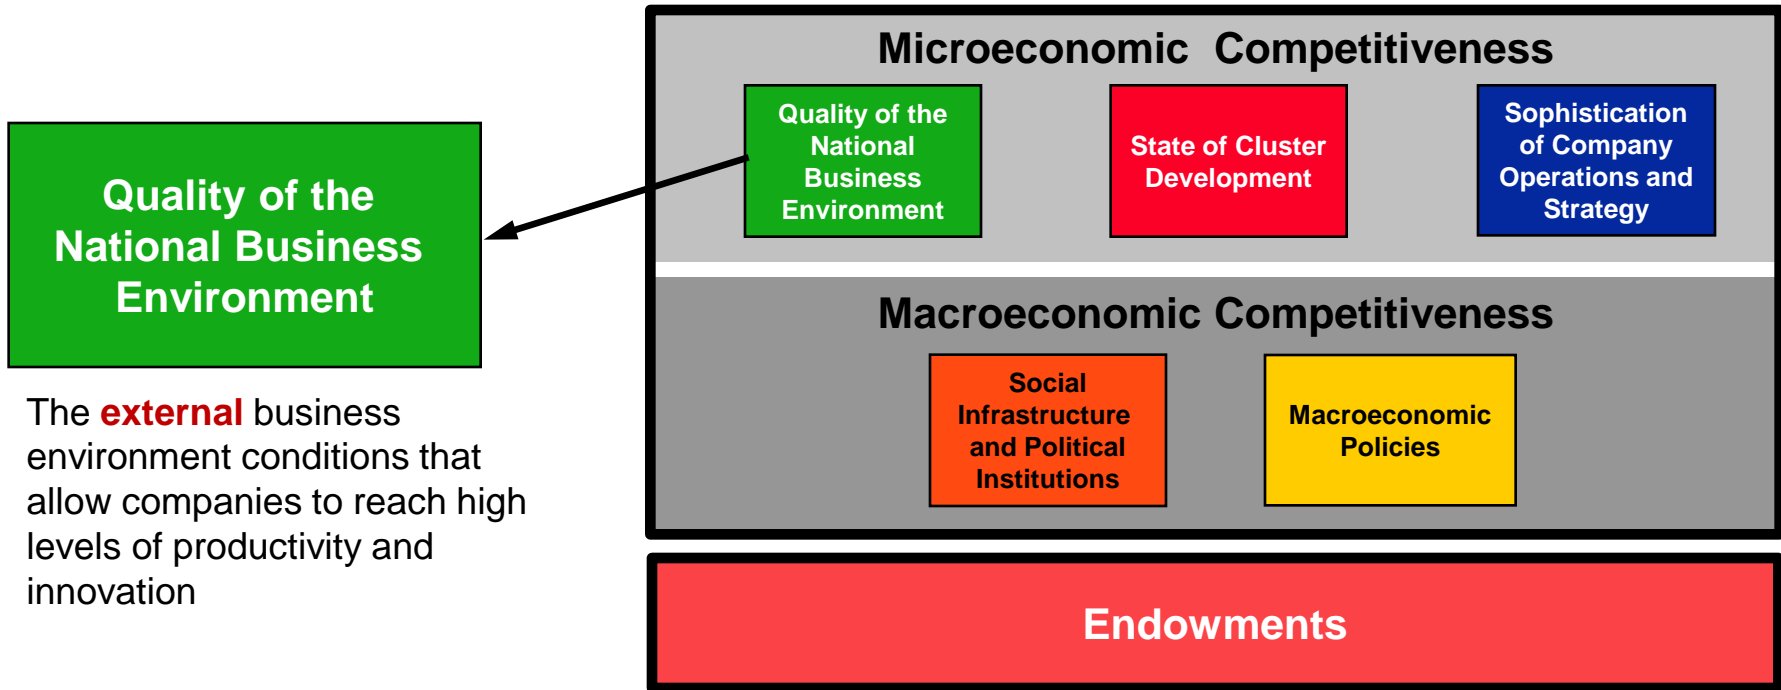 Quality of the
National Business
Environment
The external business
environment conditions that
allow companies to reach high
levels of productivity and
innovation
Microeconomic  Competitiveness
Quality of the
National
Business
Environment
State of Cluster
Development
Sophistication
of Company
Operations and
Strategy
Macroeconomic Competitiveness
Social
Infrastructure
and Political
Institutions
Macroeconomic
Policies
Endowments